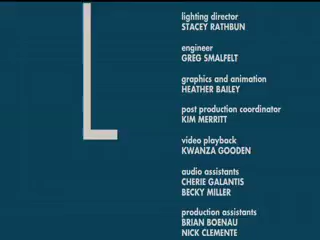 lighting director
STACEY RATHBUN
engineer
GREG SMALFELT
graphics and animation
HEATHER BAILEY
post production coordinator
KIM MERRITT
video playback
KWANZA GOODEN
audio assistants
CHERIE GALANTIS
BECKY MILLER
production assistants
BRIAN BOENAU
NICK CLEMENTE